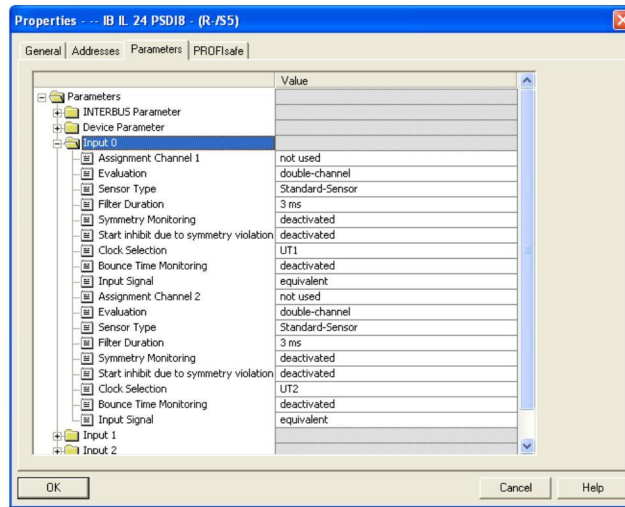 Properties - -- IB IL 24 PSDI8 - (R-/S5)
General Addresses Parameters PROFIsafe
Value
Parameters
INTERBUS Parameter
Device Parameter
Input 0
Assignment Channel 1 not used
Evaluation double-channel
Sensor Type Standard-Sensor
Filter Duration 3 ms
Symmetry Monitoring deactivated
Start inhibit due to symmetry violation deactivated
Clock Selection UT1
Bounce Time Monitoring deactivated
Input Signal equivalent
Assignment Channel 2 not used
Evaluation double-channel
Sensor Type Standard-Sensor
Filter Duration 3 ms
Symmetry Monitoring deactivated
Start inhibit due to symmetry violation deactivated
Clock Selection UT2
Bounce Time Monitoring deactivated
Input Signal equivalent
Input 1
Input 2
OK Cancel Help